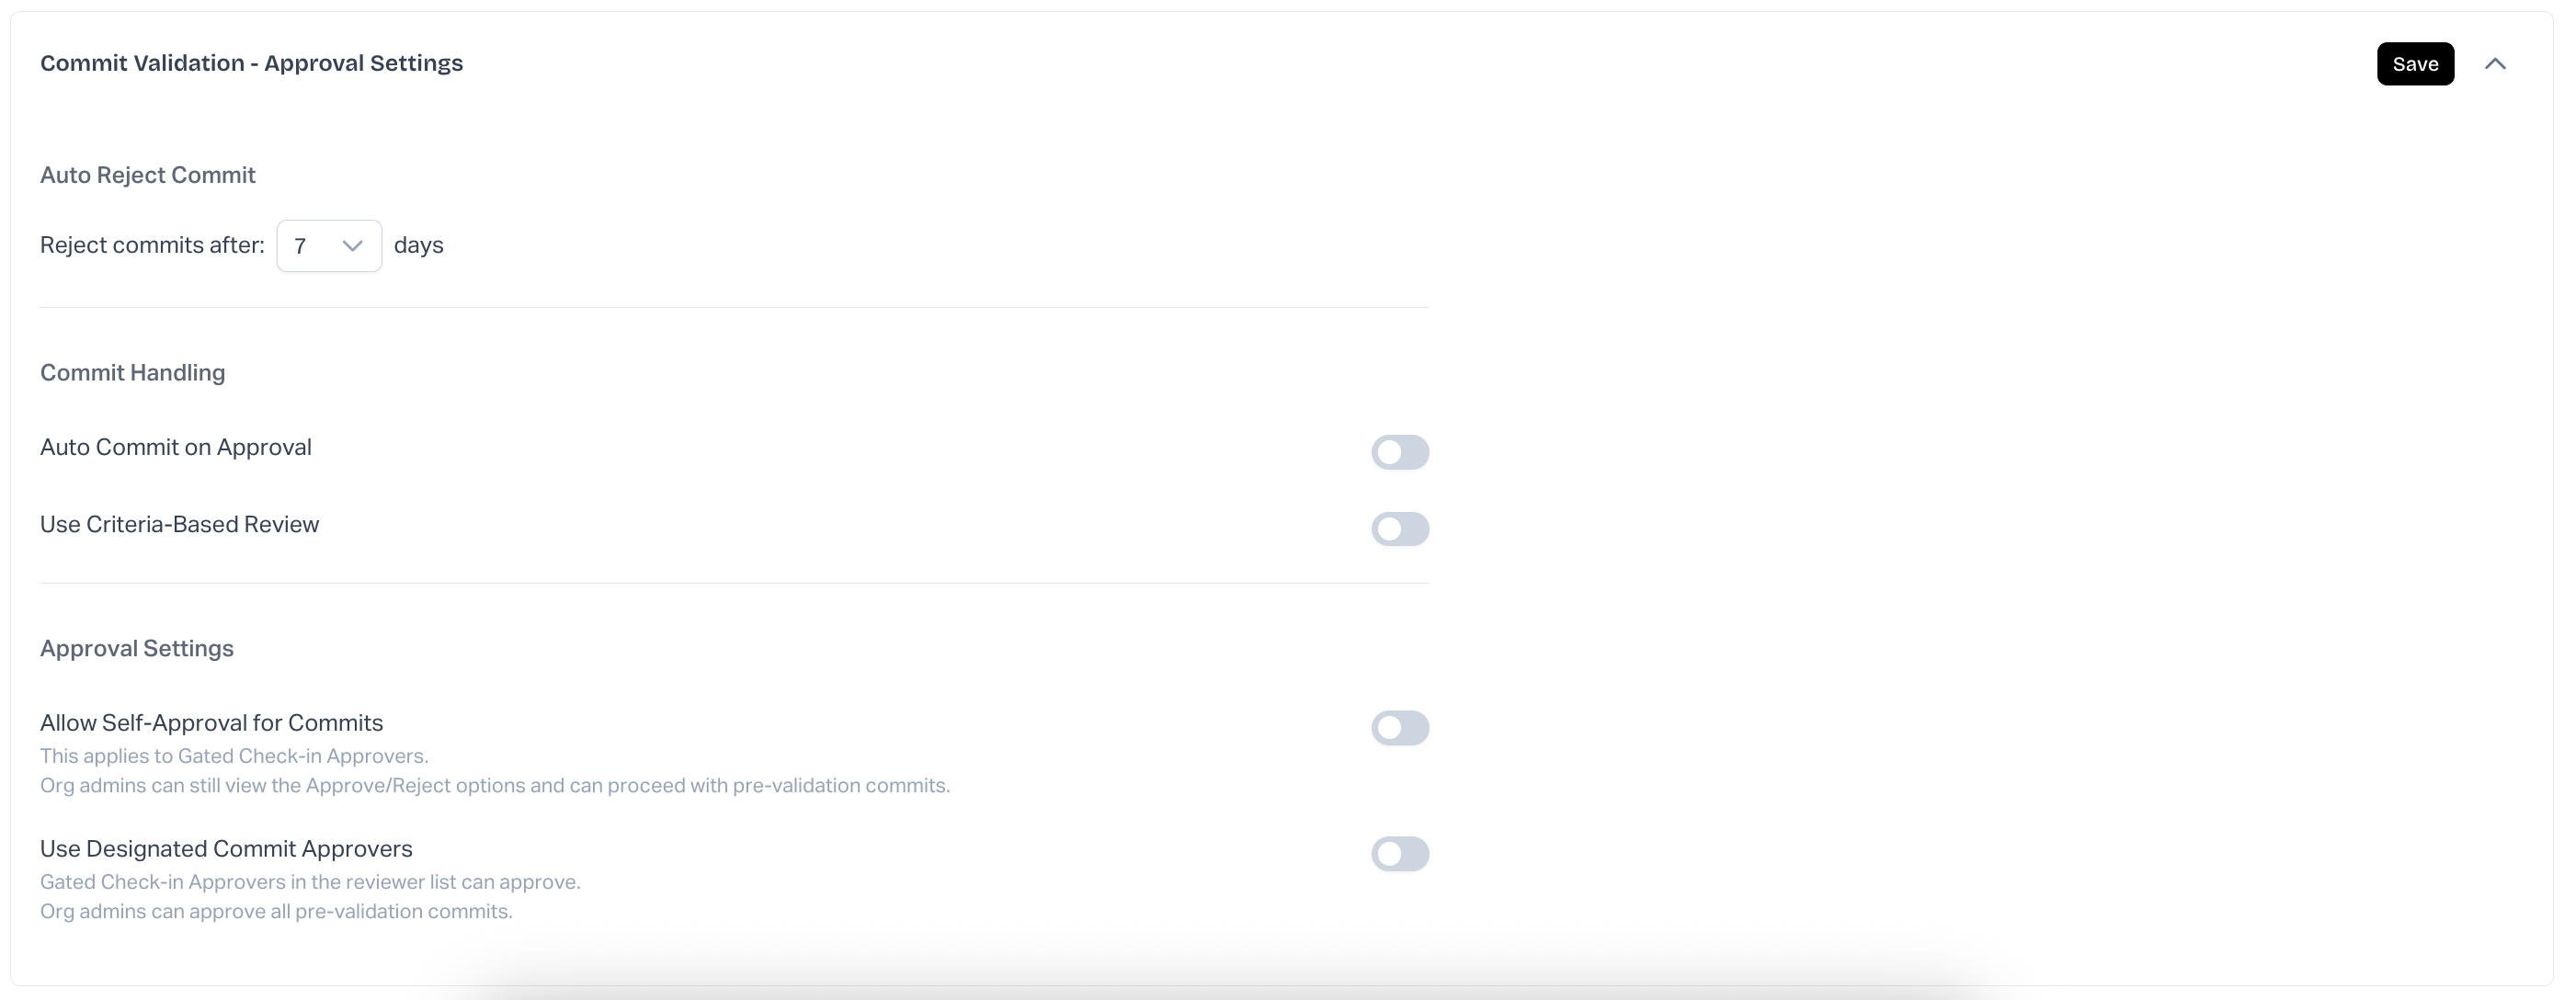 Commit Validation - Approval Settings
Save
Auto Reject Commit
Reject commits after: 7 days
Commit Handling
Auto Commit on Approval
Use Criteria-Based Review
Approval Settings
Allow Self-Approval for Commits
This applies to Gated Check-in Approvers.
Org admins can still view the Approve/Reject options and can proceed with pre-validation commits.
Use Designated Commit Approvers
Gated Check-in Approvers in the reviewer list can approve.
Org admins can approve all pre-validation commits.